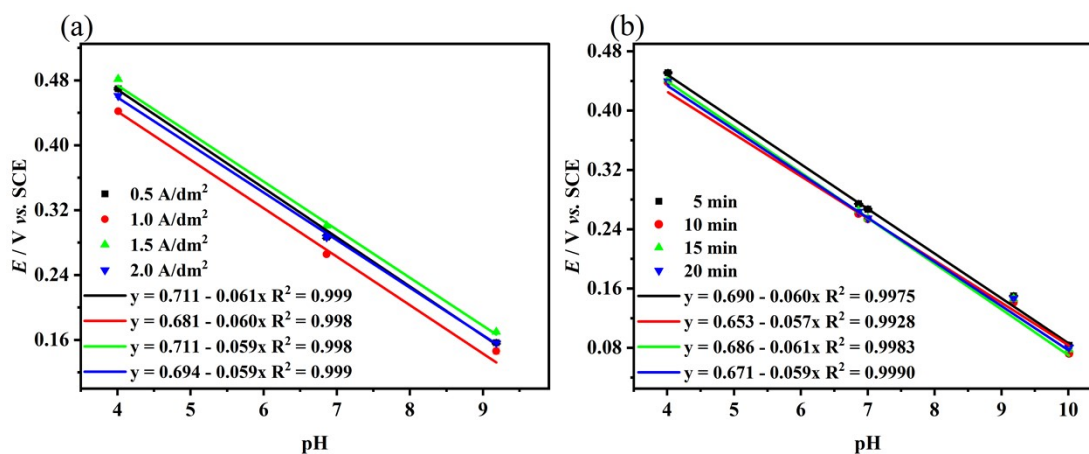 (a)
E / V vs. SCE
0.48
0.40
0.32
0.24
0.16
0.5 A/dm²
1.0 A/dm²
1.5 A/dm²
2.0 A/dm²
y = 0.711 - 0.061x R² = 0.999
y = 0.681 - 0.060x R² = 0.998
y = 0.711 - 0.059x R² = 0.998
y = 0.694 - 0.059x R² = 0.999
4 5 6 7 8 9
pH
(b)
E / V vs. SCE
0.48
0.40
0.32
0.24
0.16
0.08
5 min
10 min
15 min
20 min
y = 0.690 - 0.060x R² = 0.9975
y = 0.653 - 0.057x R² = 0.9928
y = 0.686 - 0.061x R² = 0.9983
y = 0.671 - 0.059x R² = 0.9990
4 5 6 7 8 9 10
pH